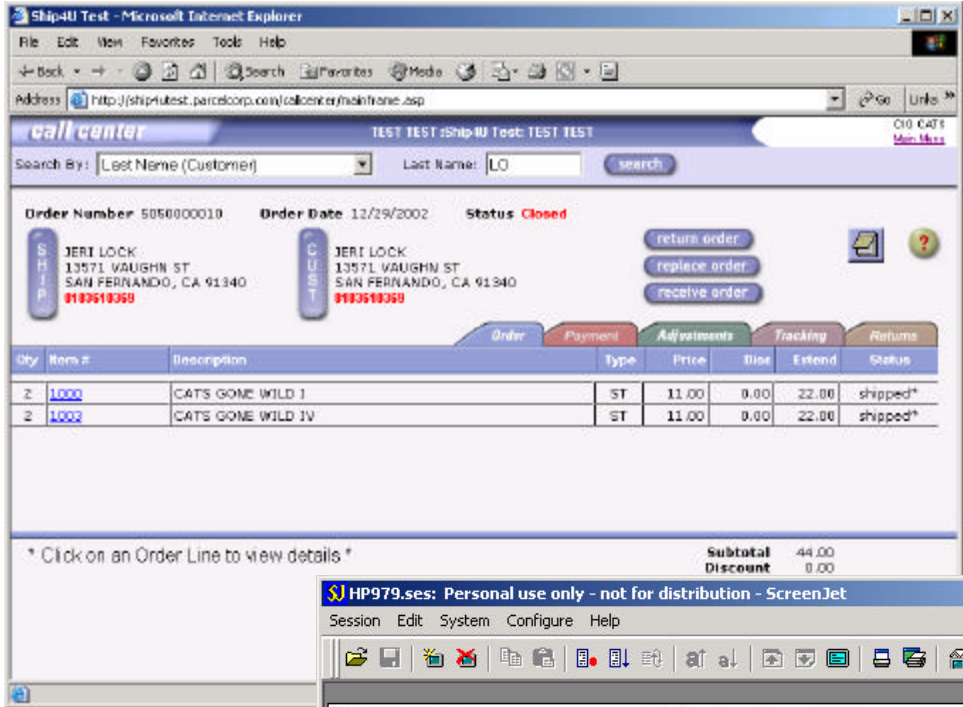 Ship4U Test - Microsoft Internet Explorer
File Edit View Favorites Tools Help
Back Search Favorites Media
Address http://ship4utest.parcelcorp.com/callcenter/mainframe.asp Go Links »
call center TEST TEST :Ship4U Test: TEST TEST C10 CATS
Main Menu
Search By: Last Name (Customer) Last Name: LO search
Order Number 5050000010 Order Date 12/29/2002 Status Closed
SHIP
JERI LOCK
13571 VAUGHN ST
SAN FERNANDO, CA 91340
CUST
JERI LOCK
13571 VAUGHN ST
SAN FERNANDO, CA 91340
return order
replace order
receive order
?
Order Payment Adjustments Tracking Returns
Qty Item # Description Type Price Disc Extend Status
2 1000 CATS GONE WILD I ST 11.00 0.00 22.00 shipped*
2 1003 CATS GONE WILD IV ST 11.00 0.00 22.00 shipped*
* Click on an Order Line to view details *
Subtotal 44.00
Discount 0.00
SJ HP979.ses: Personal use only - not for distribution - ScreenJet
Session Edit System Configure Help